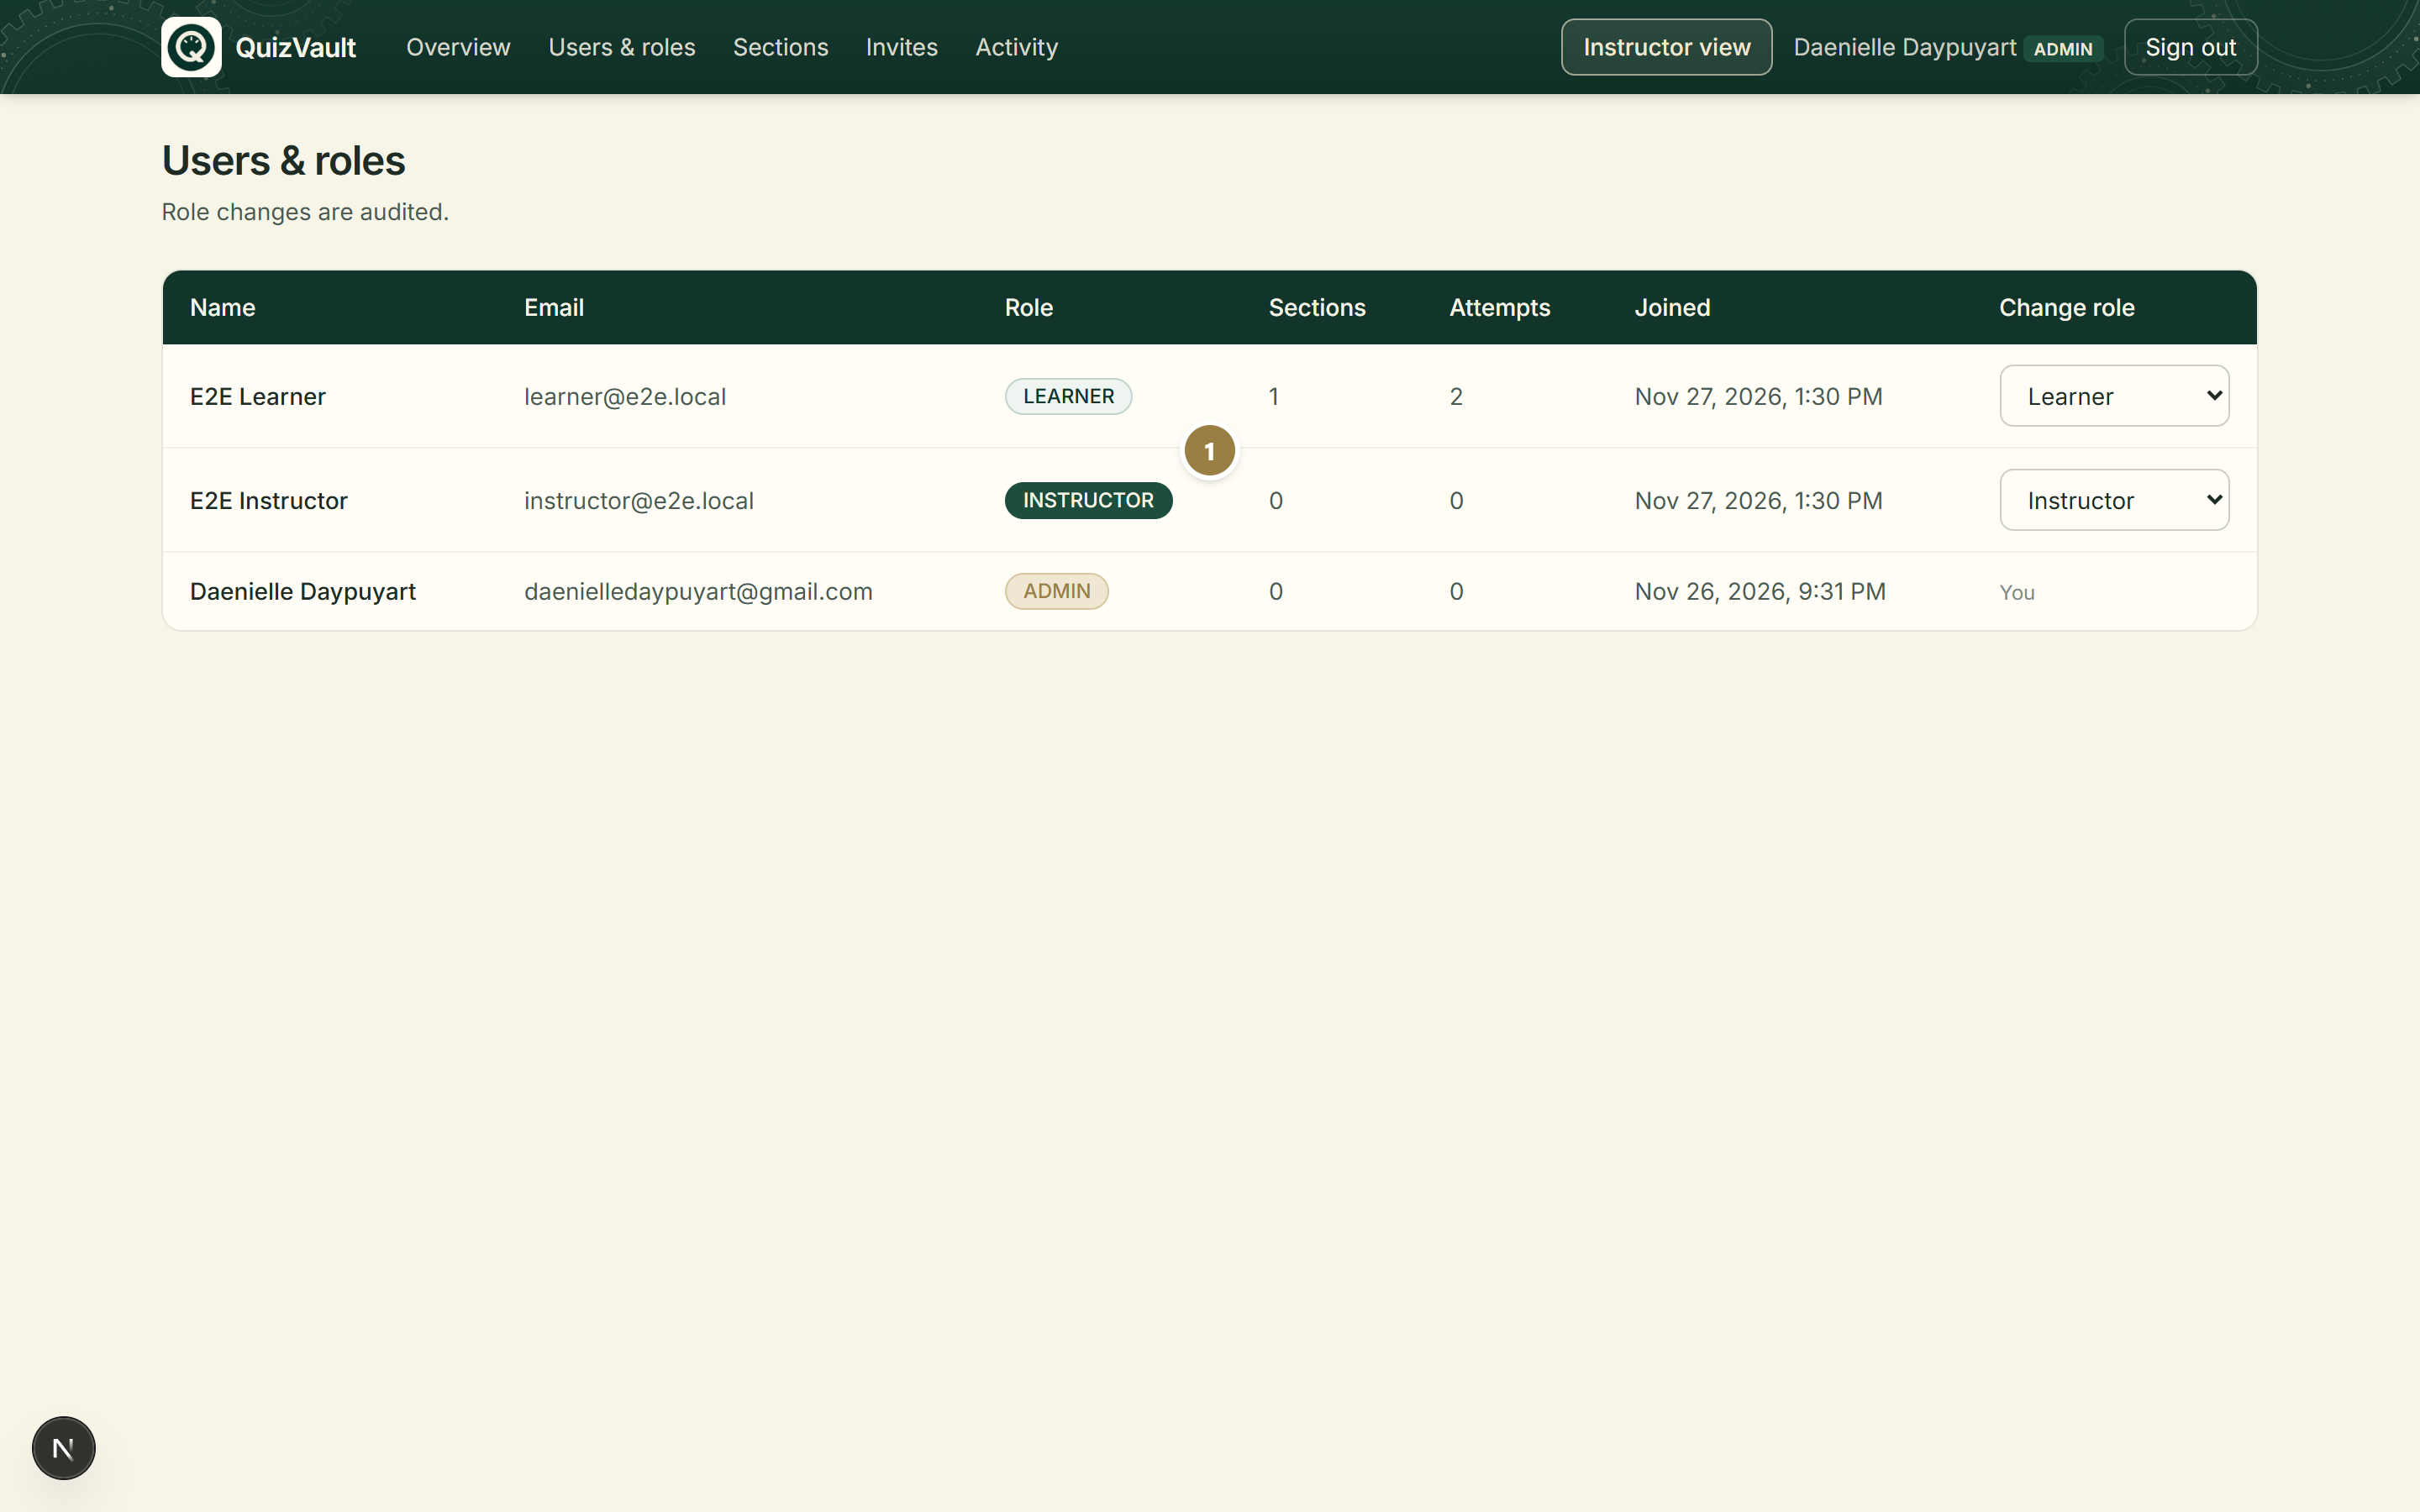 QuizVault Overview Users & roles Sections Invites Activity Instructor view Daenielle Daypuyart ADMIN Sign out
Users & roles
Role changes are audited.
Name Email Role Sections Attempts Joined Change role
E2E Learner learner@e2e.local LEARNER 1 2 Nov 27, 2026, 1:30 PM Learner
1
E2E Instructor instructor@e2e.local INSTRUCTOR 0 0 Nov 27, 2026, 1:30 PM Instructor
Daenielle Daypuyart daenielledaypuyart@gmail.com ADMIN 0 0 Nov 26, 2026, 9:31 PM You
N